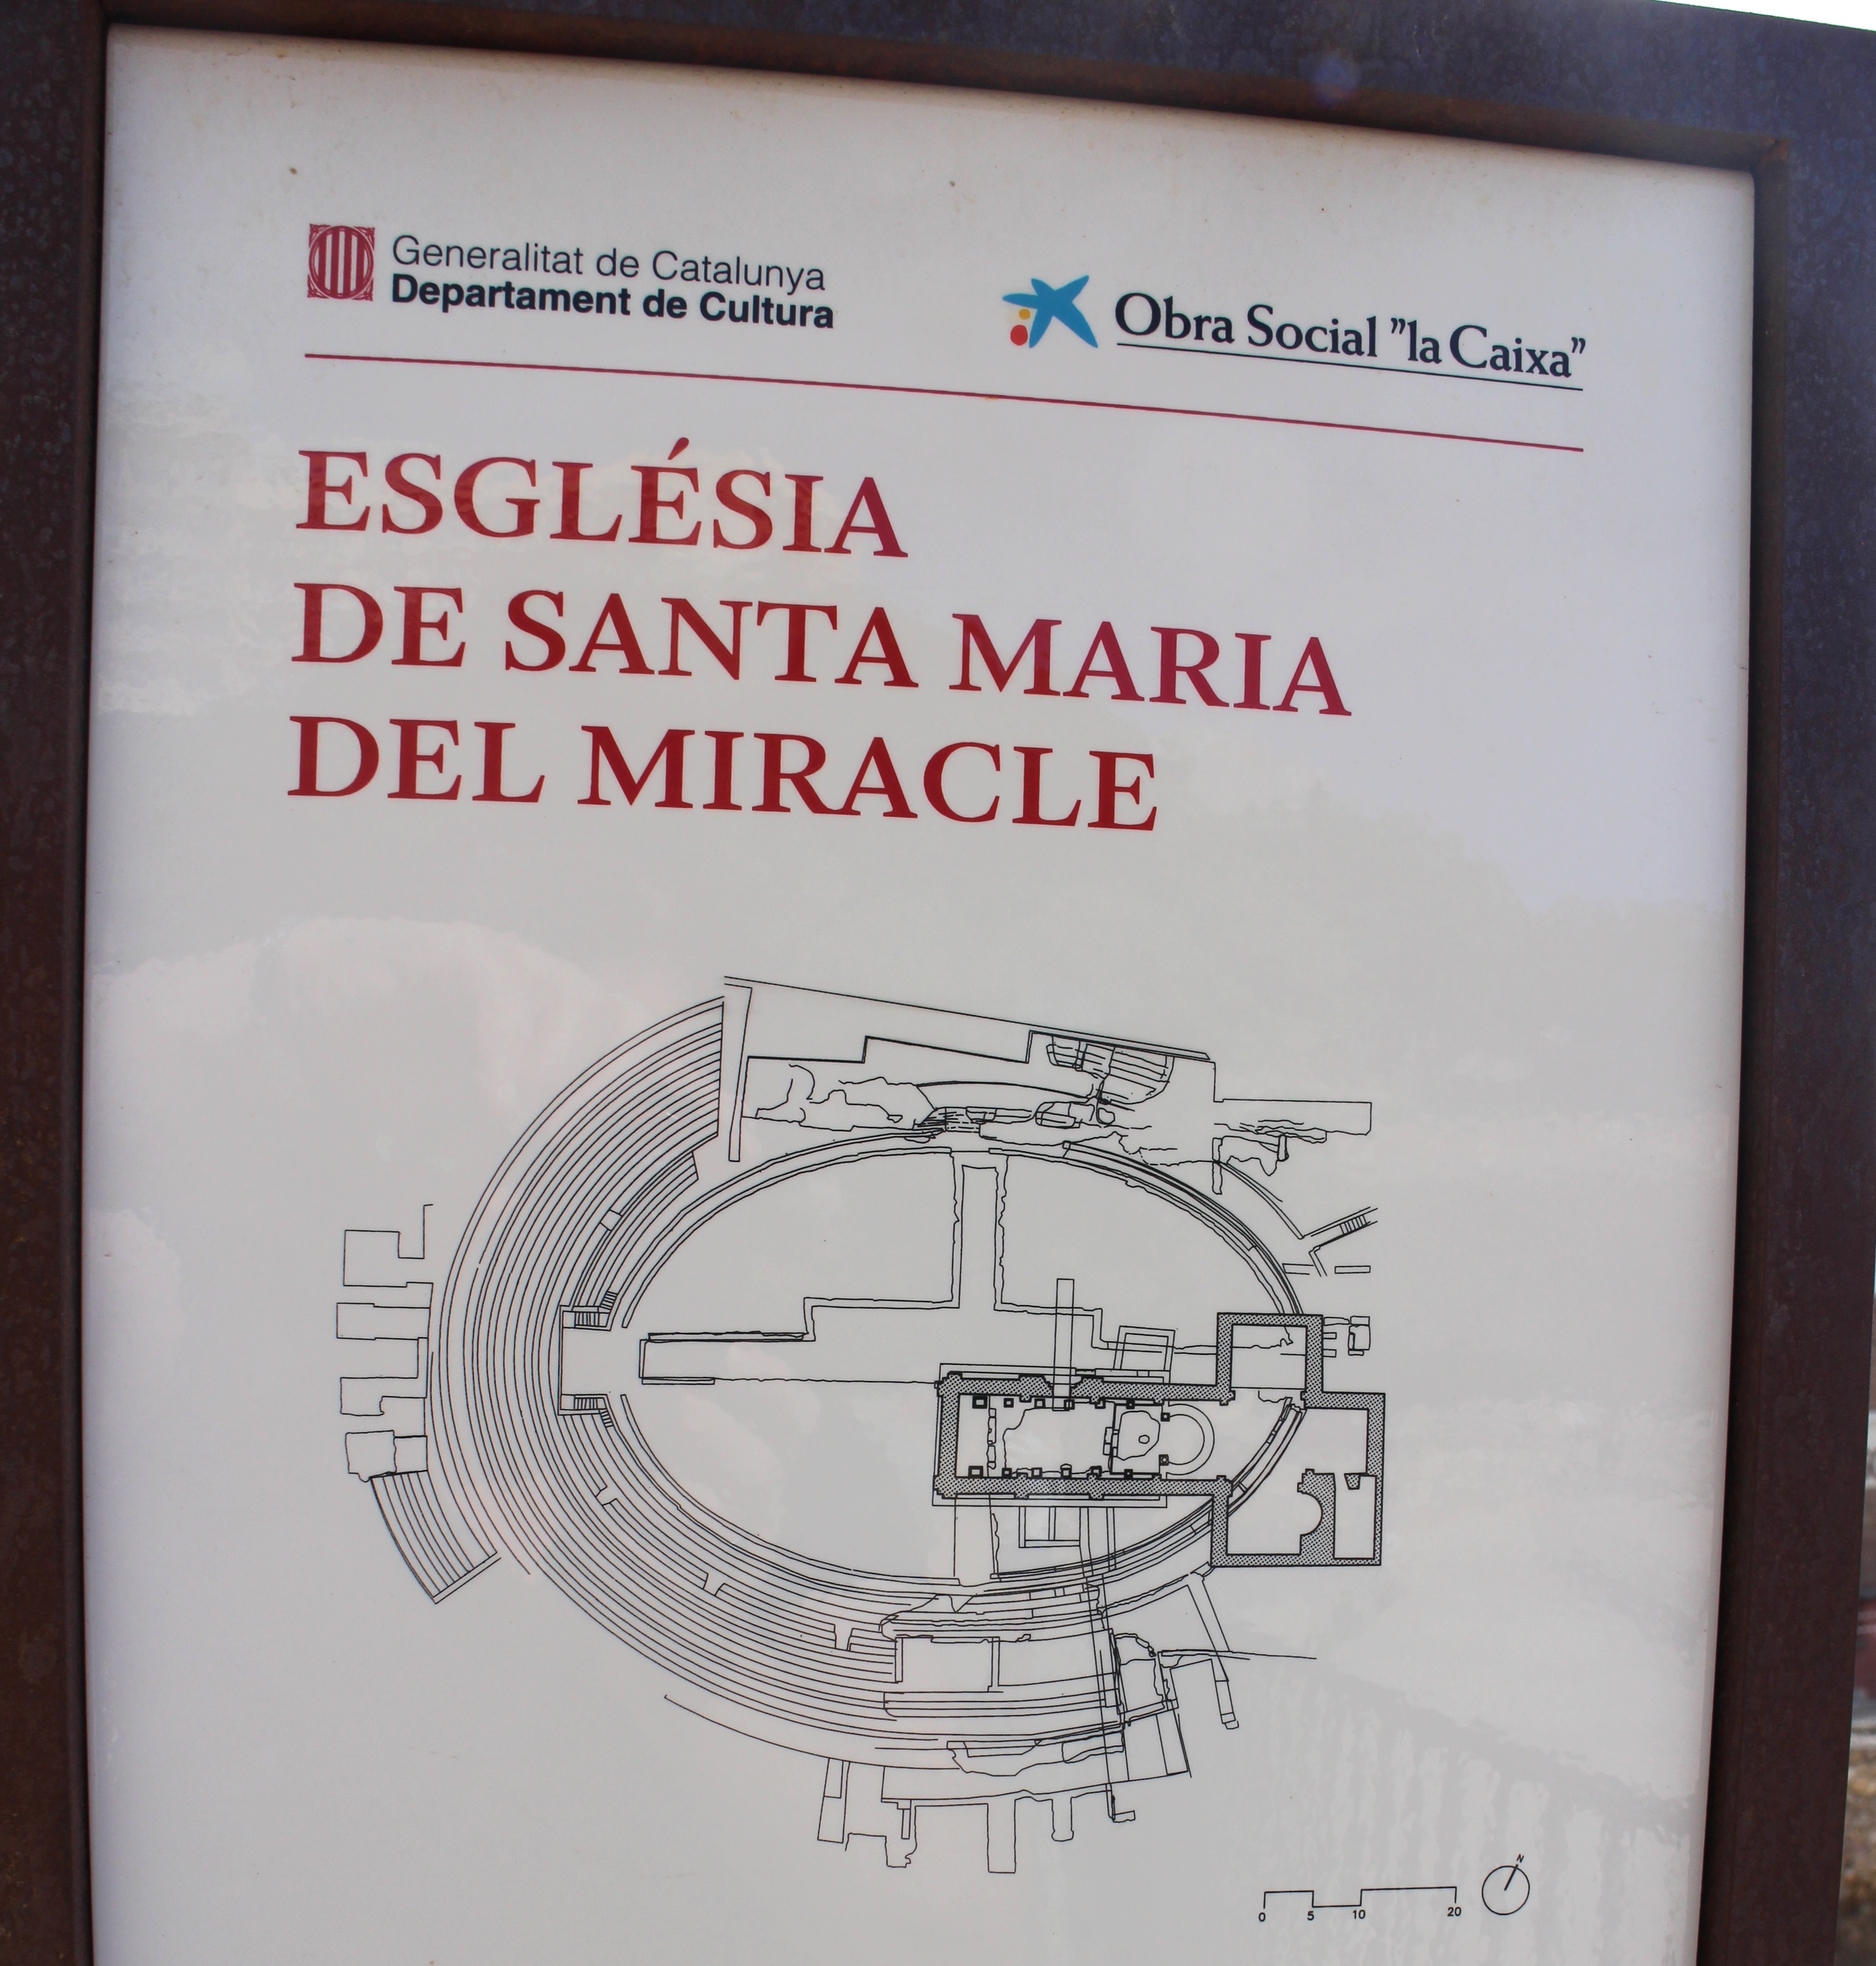 Generalitat de Catalunya
Departament de Cultura
Obra Social "la Caixa"
ESGLÉSIA
DE SANTA MARIA
DEL MIRACLE
N
0 5 10 20